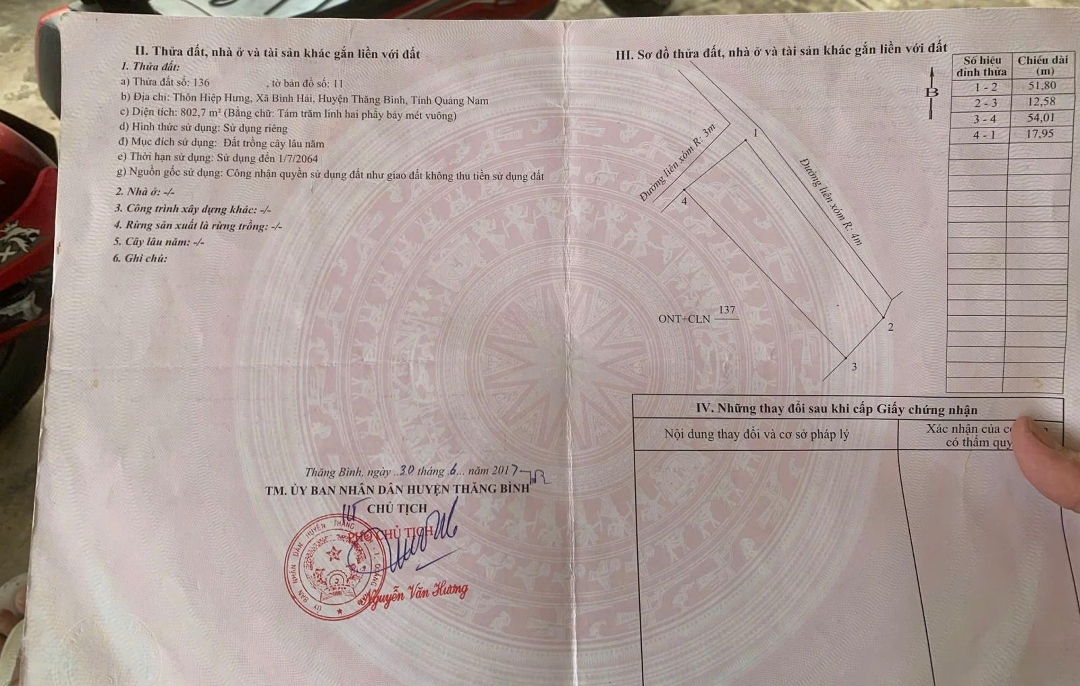 II. Thửa đất, nhà ở và tài sản khác gắn liền với đất
1. Thửa đất:
a) Thửa đất số: 136 , tờ bản đồ số: 11
b) Địa chỉ: Thôn Hiệp Hưng, Xã Bình Hải, Huyện Thăng Bình, Tỉnh Quảng Nam
c) Diện tích: 802,7 m² (Bằng chữ: Tám trăm linh hai phẩy bảy mét vuông)
d) Hình thức sử dụng: Sử dụng riêng
đ) Mục đích sử dụng: Đất trồng cây lâu năm
e) Thời hạn sử dụng: Sử dụng đến 1/7/2064
g) Nguồn gốc sử dụng: Công nhận quyền sử dụng đất như giao đất không thu tiền sử dụng đất
2. Nhà ở: -/-
3. Công trình xây dựng khác: -/-
4. Rừng sản xuất là rừng trồng: -/-
5. Cây lâu năm: -/-
6. Ghi chú:
Thăng Bình, ngày 30 tháng 6 năm 2017
TM. ỦY BAN NHÂN DÂN HUYỆN THĂNG BÌNH
CHỦ TỊCH
PHÓ CHỦ TỊCH
Nguyễn Văn Hương
III. Sơ đồ thửa đất, nhà ở và tài sản khác gắn liền với đất
B
Đường liên xóm R: 3m
Đường liên xóm R: 4m
1
4
2
3
ONT+CLN 137
Số hiệu đỉnh thửa Chiều dài (m)
1 - 2 51,80
2 - 3 12,58
3 - 4 54,01
4 - 1 17,95
IV. Những thay đổi sau khi cấp Giấy chứng nhận
Nội dung thay đổi và cơ sở pháp lý
Xác nhận của
có thẩm